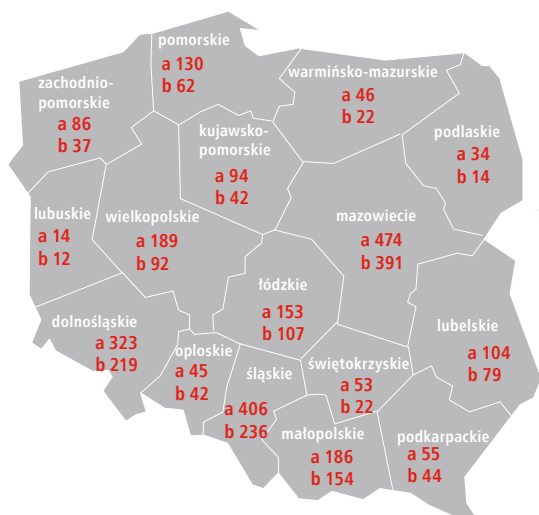 pomorskie
a 130
b 62
warmińsko-mazurskie
a 46
b 22
zachodnio-
pomorskie
a 86
b 37
kujawsko-
pomorskie
a 94
b 42
podlaskie
a 34
b 14
lubuskie
a 14
b 12
wielkopolskie
a 189
b 92
mazowiecie
a 474
b 391
łódzkie
a 153
b 107
dolnośląskie
a 323
b 219
oploskie
a 45
b 42
śląskie
a 406
b 236
świętokrzyskie
a 53
b 22
lubelskie
a 104
b 79
małopolskie
a 186
b 154
podkarpackie
a 55
b 44